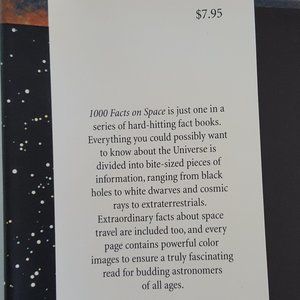 $7.95
1000 Facts on Space is just one in a
series of hard-hitting fact books.
Everything you could possibly want
to know about the Universe is
divided into bite-sized pieces of
information, ranging from black
holes to white dwarves and cosmic
rays to extraterrestrials.
Extraordinary facts about space
travel are included too, and every
page contains powerful color
images to ensure a truly fascinating
read for budding astronomers
of all ages.